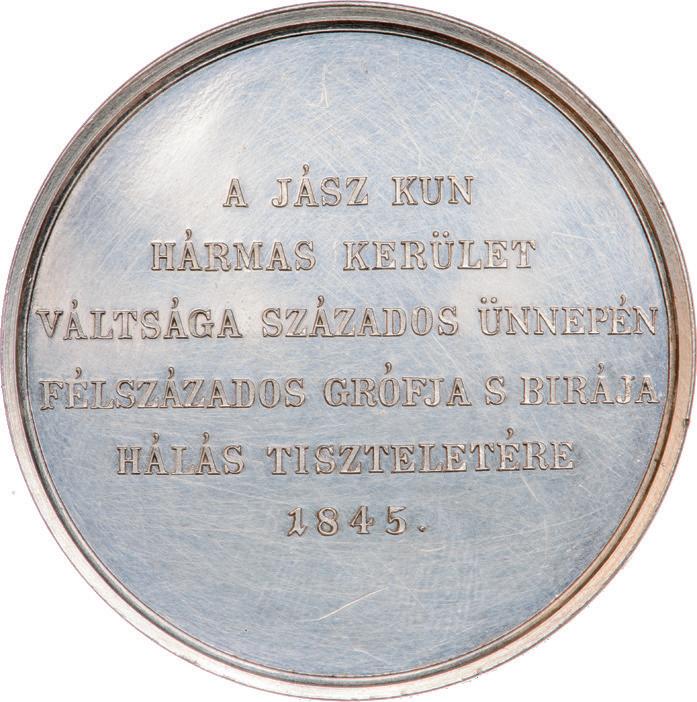 A JÁSZ KUN
HÁRMAS KERÜLET
VÁLTSÁGA SZÁZADOS ÜNNEPÉN
FÉLSZÁZADOS GRÓFJA S BIRÁJA
HÁLÁS TISZTELETÉRE
1845.